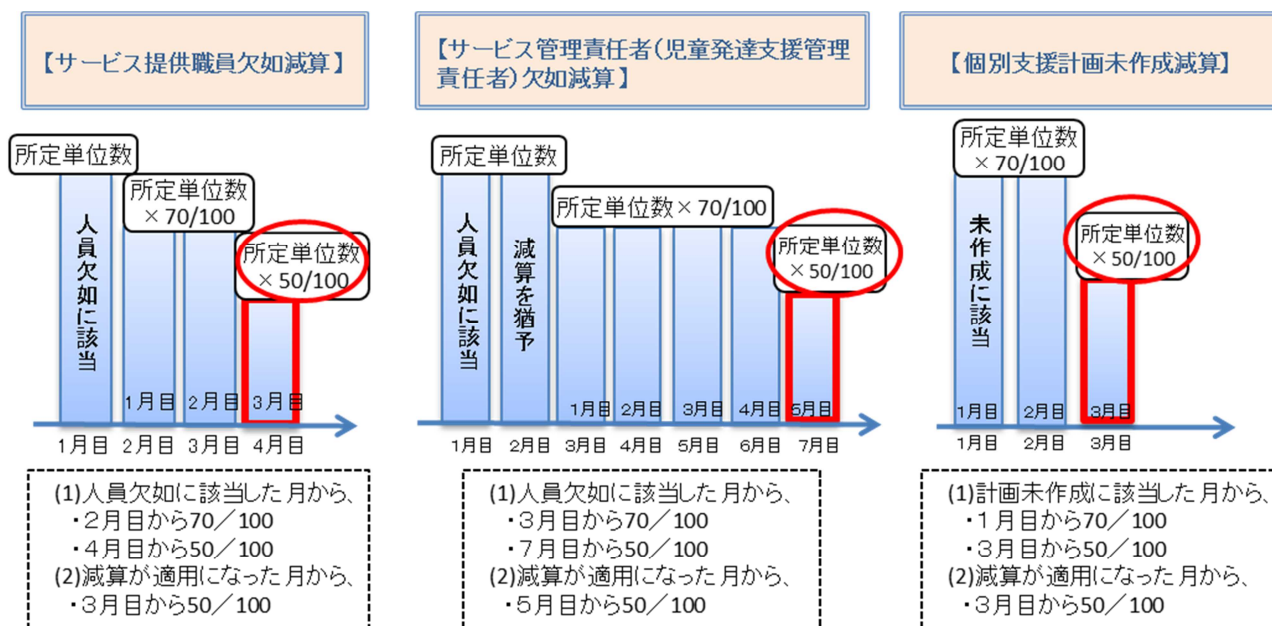 【サービス提供職員欠如減算】
【サービス管理責任者(児童発達支援管理
責任者)欠如減算】
【個別支援計画未作成減算】
所定単位数
所定単位数
×70/100
所定単位数
×50/100
人員欠如に該当
1月目
2月目
3月目
1月目
2月目
3月目
4月目
所定単位数
所定単位数×70/100
所定単位数
×50/100
人員欠如に該当
減算を猶予
1月目
2月目
3月目
4月目
5月目
1月目
2月目
3月目
4月目
5月目
6月目
7月目
所定単位数
×70/100
所定単位数
×50/100
未作成に該当
1月目
2月目
3月目
1月目
2月目
3月目
(1)人員欠如に該当した月から、
・2月目から70/100
・4月目から50/100
(2)減算が適用になった月から、
・3月目から50/100
(1)人員欠如に該当した月から、
・3月目から70/100
・7月目から50/100
(2)減算が適用になった月から、
・5月目から50/100
(1)計画未作成に該当した月から、
・1月目から70/100
・3月目から50/100
(2)減算が適用になった月から、
・3月目から50/100